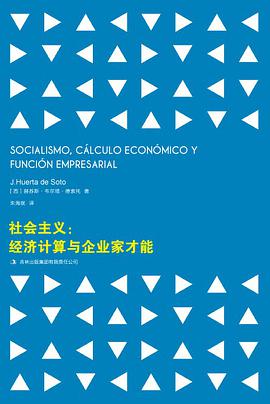 SOCIALISMO, CÁLCULO ECONÓMICO Y
FUNCIÓN EMPRESARIAL
J.Huerta de Soto
［西］赫苏斯·韦尔塔·德索托 著
朱海就 译
社会主义：
经济计算与企业家才能
吉林出版集团有限责任公司